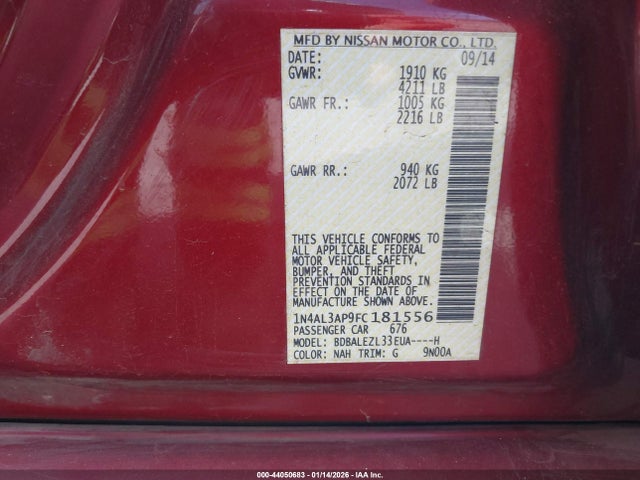 MFD BY NISSAN MOTOR CO., LTD.
DATE: 09/14
GVWR: 1910 KG
4211 LB
GAWR FR.: 1005 KG
2216 LB
GAWR RR.: 940 KG
2072 LB
THIS VEHICLE CONFORMS TO
ALL APPLICABLE FEDERAL
MOTOR VEHICLE SAFETY,
BUMPER, AND THEFT
PREVENTION STANDARDS
IN EFFECT ON THE DATE OF
MANUFACTURE SHOWN ABOVE.
1N4AL3AP9FC181556
PASSENGER CAR 676
MODEL: BDBALEZL33EUA----H
COLOR: NAH TRIM: G 9N00A
000-44050683 - 01/14/2026 - IAA Inc.